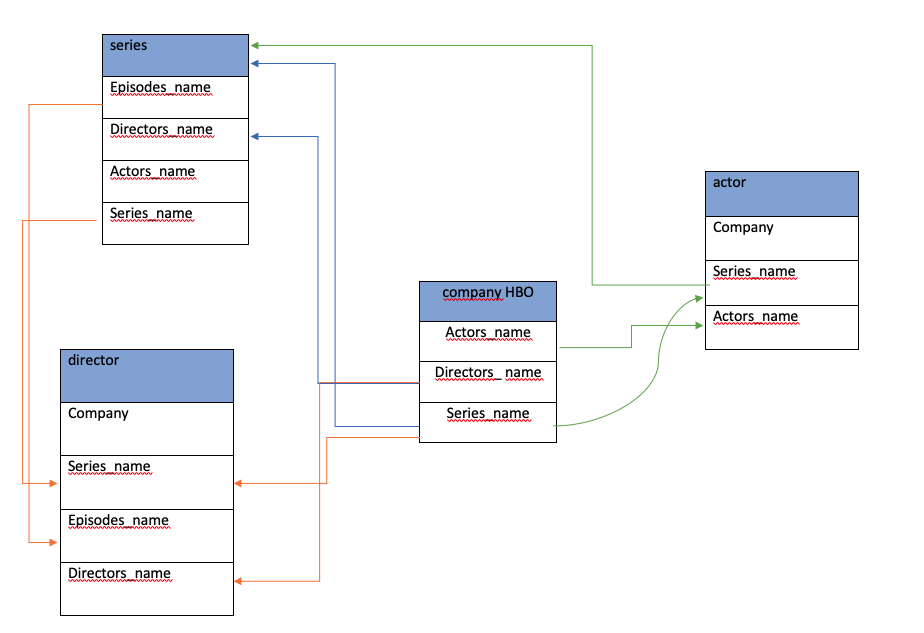 series
Episodes_name
Directors_name
Actors_name
Series_name
actor
Company
Series_name
Actors_name
company HBO
Actors_name
Directors_ name
Series_name
director
Company
Series_name
Episodes_name
Directors_name